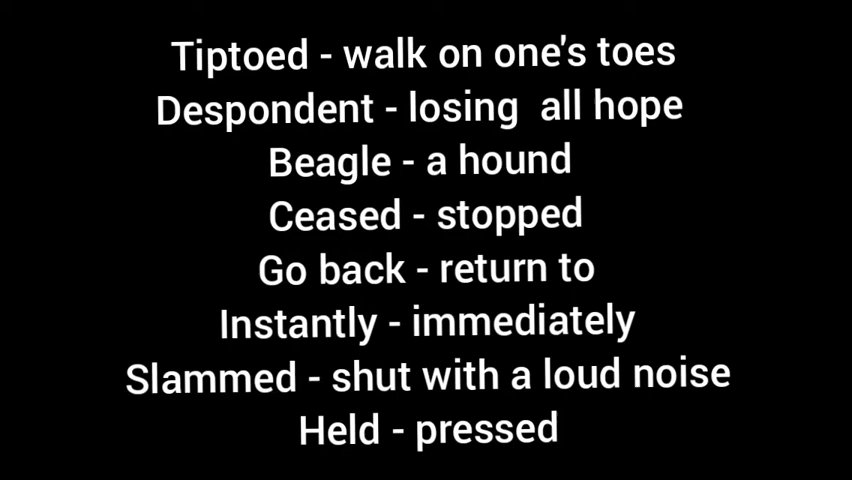 Tiptoed - walk on one's toes
Despondent - losing all hope
Beagle - a hound
Ceased - stopped
Go back - return to
Instantly - immediately
Slammed - shut with a loud noise
Held - pressed